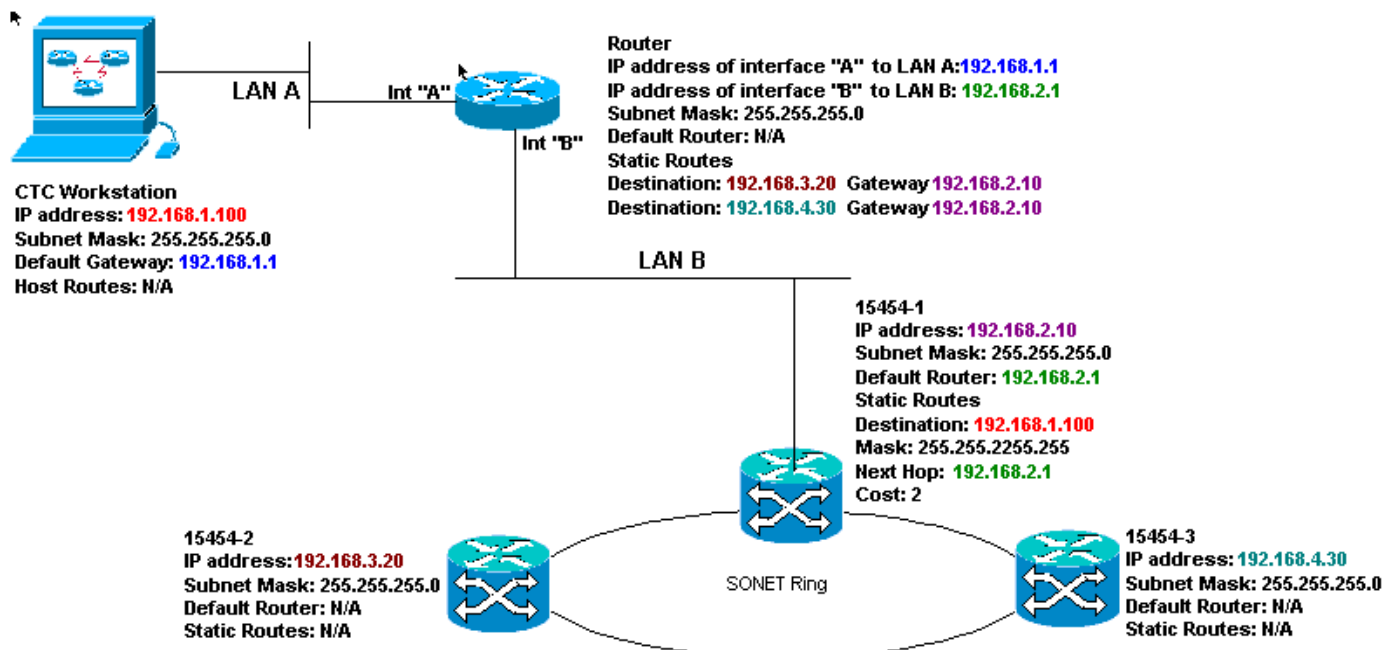 LAN A
Int "A"
Int "B"
Router
IP address of interface "A" to LAN A:192.168.1.1
IP address of interface "B" to LAN B: 192.168.2.1
Subnet Mask: 255.255.255.0
Default Router: N/A
Static Routes
Destination: 192.168.3.20 Gateway 192.168.2.10
Destination: 192.168.4.30 Gateway 192.168.2.10
CTC Workstation
IP address: 192.168.1.100
Subnet Mask: 255.255.255.0
Default Gateway: 192.168.1.1
Host Routes: N/A
LAN B
15454-1
IP address: 192.168.2.10
Subnet Mask: 255.255.255.0
Default Router: 192.168.2.1
Static Routes
Destination: 192.168.1.100
Mask: 255.255.2255.255
Next Hop: 192.168.2.1
Cost: 2
15454-2
IP address:192.168.3.20
Subnet Mask: 255.255.255.0
Default Router: N/A
Static Routes: N/A
SONET Ring
15454-3
IP address: 192.168.4.30
Subnet Mask: 255.255.255.0
Default Router: N/A
Static Routes: N/A